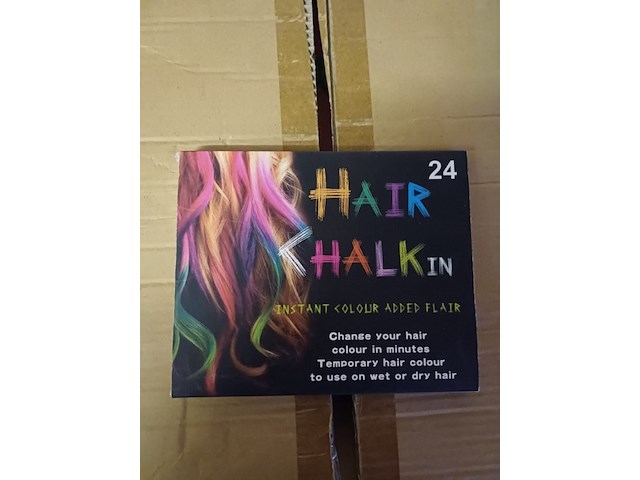 24
HAIR
CHALKIN
INSTANT COLOUR ADDED FLAIR
Change your hair
colour in minutes
Temporary hair colour
to use on wet or dry hair